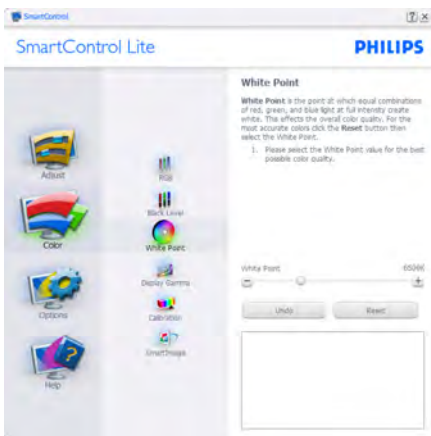 SmartControl
SmartControl Lite
PHILIPS
Adjust
Color
Options
Help
RGB
Black Level
White Point
Display Gamma
Calibration
SmartImage
White Point
White Point is the point at which equal combinations
of red, green, and blue light at full intensity create
white. This effects the overall color quality. For the
most accurate colors click the Reset button then
select the White Point.
1. Please select the White Point value for the best
possible color quality.
White Point 6506K
Undo Reset